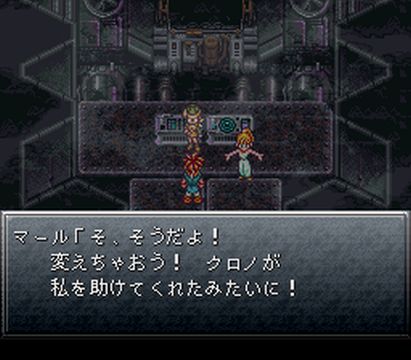 マール「そ、そうだよ！
変えちゃおう！　クロノが
私を助けてくれたみたいに！